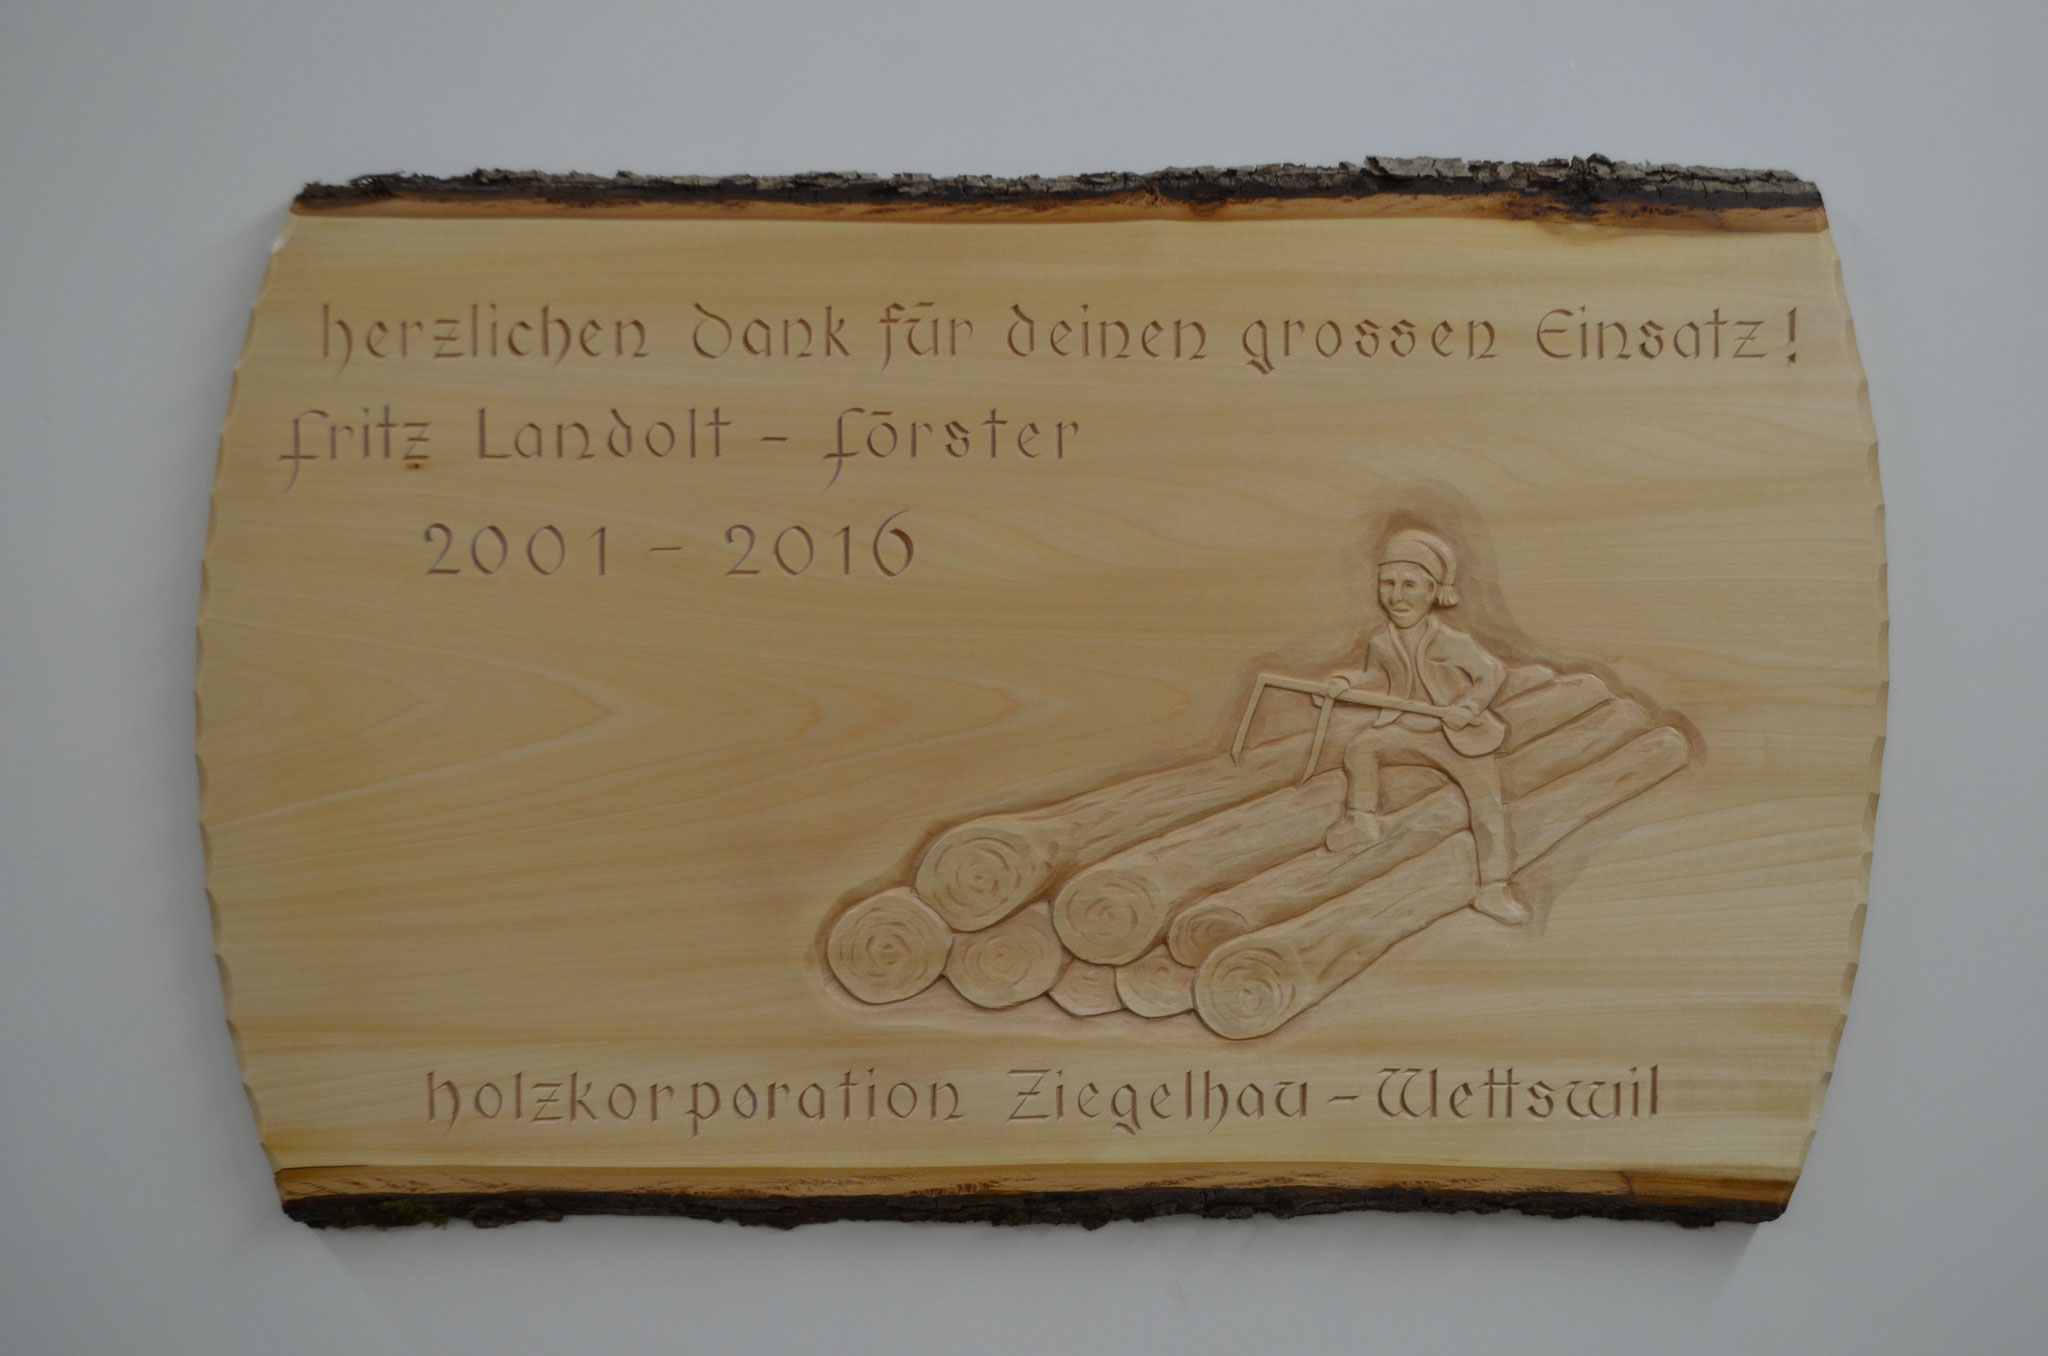 herzlichen Dank für deinen grossen Einsatz!
Fritz Landolt - Förster
2001 - 2016
Holzkorporation Ziegelhau - Wettswil